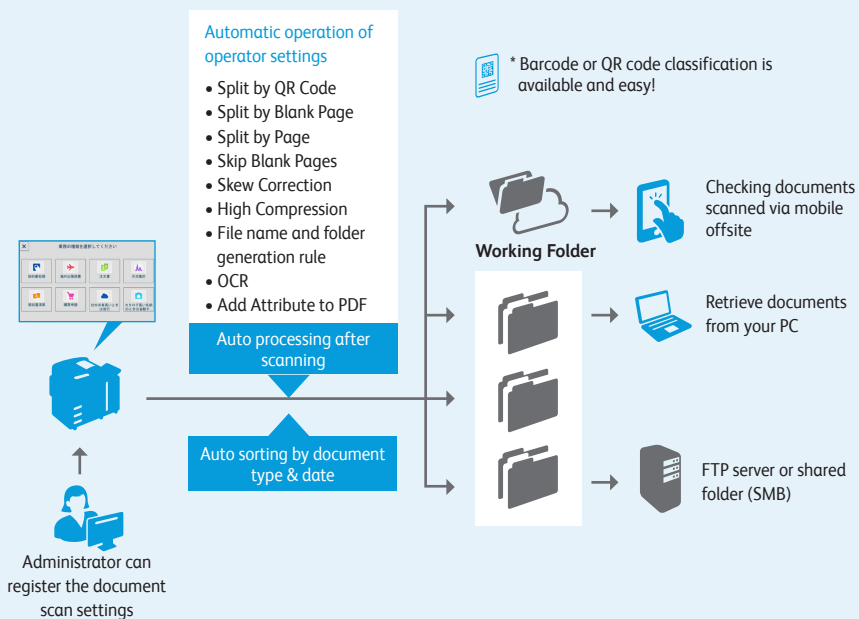 Automatic operation of
operator settings
• Split by QR Code
• Split by Blank Page
• Split by Page
• Skip Blank Pages
• Skew Correction
• High Compression
• File name and folder
generation rule
• OCR
• Add Attribute to PDF
Auto processing after
scanning
Auto sorting by document
type & date
* Barcode or QR code classification is
available and easy!
Working Folder
Checking documents
scanned via mobile
offsite
Retrieve documents
from your PC
FTP server or shared
folder (SMB)
業務の種類を選択してください
注文書
Administrator can
register the document
scan settings